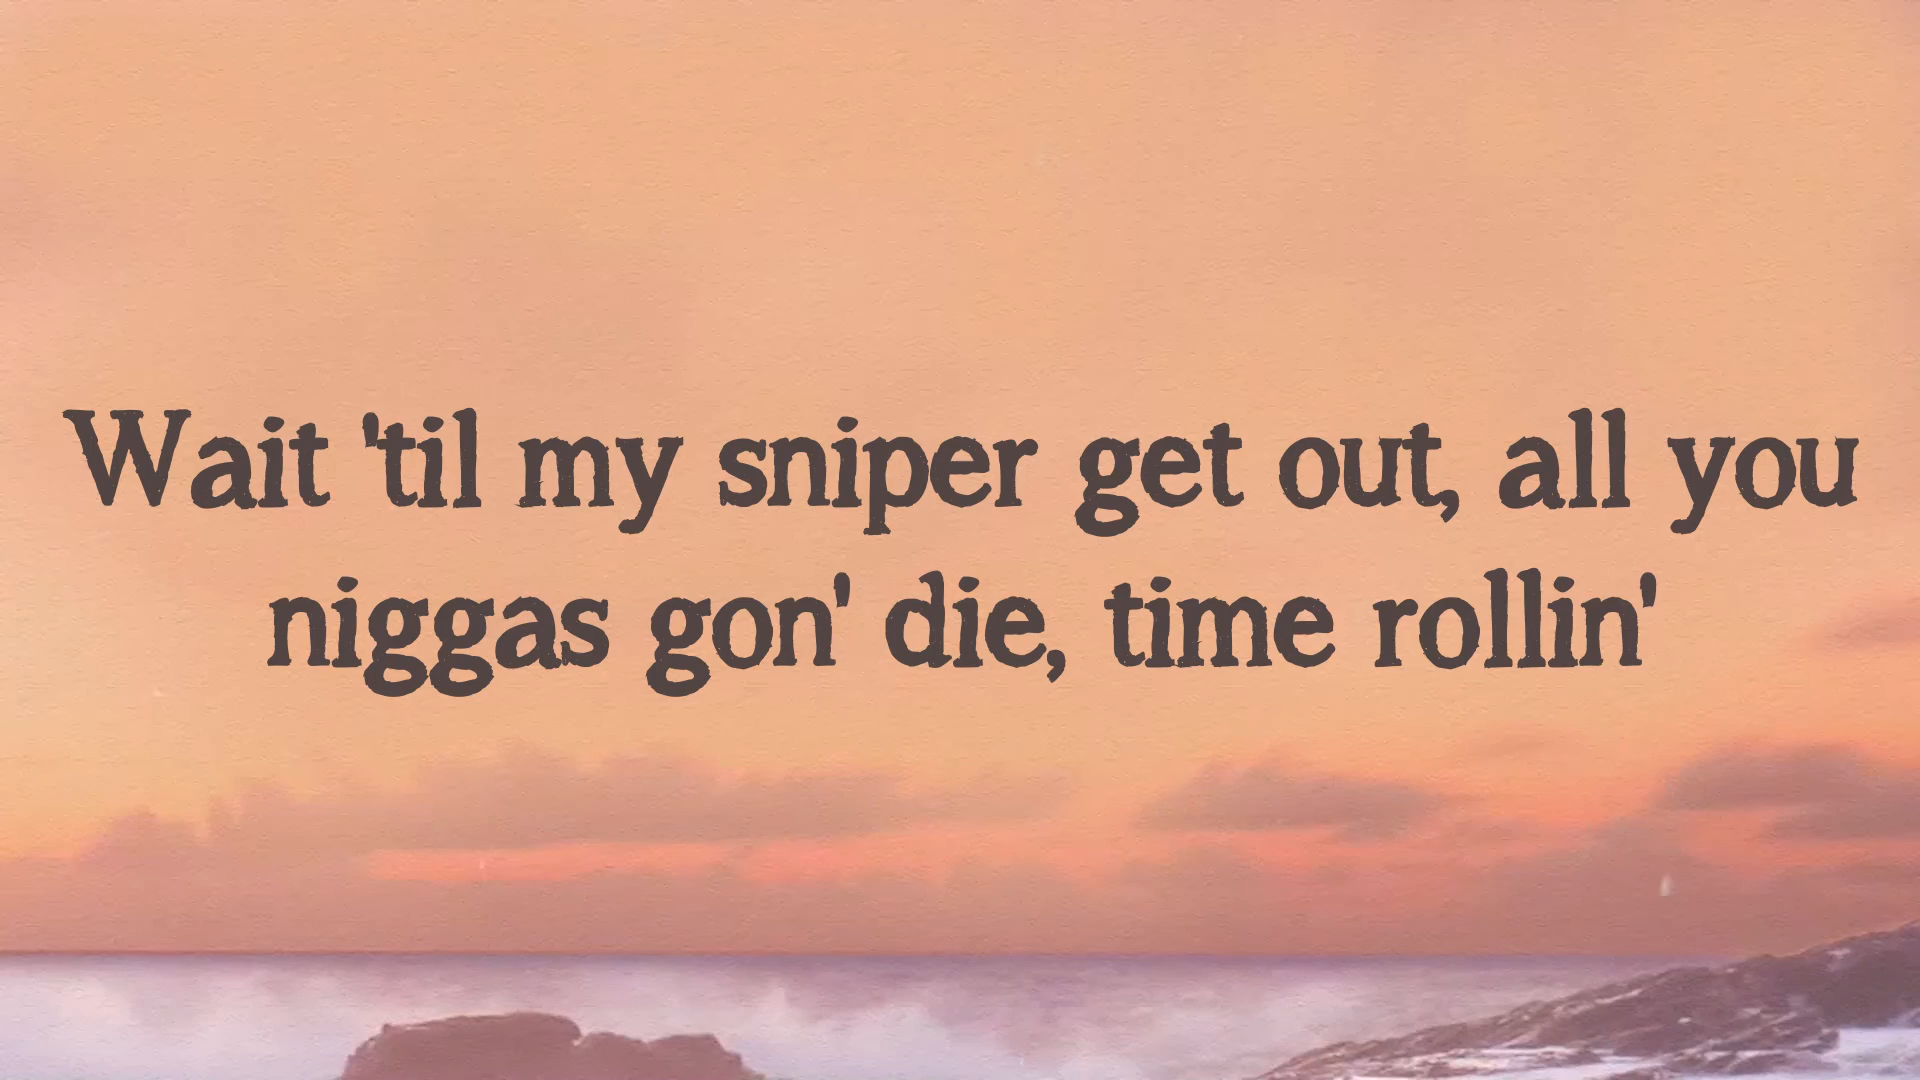 Wait 'til my sniper get out, all you
niggas gon' die, time rollin'